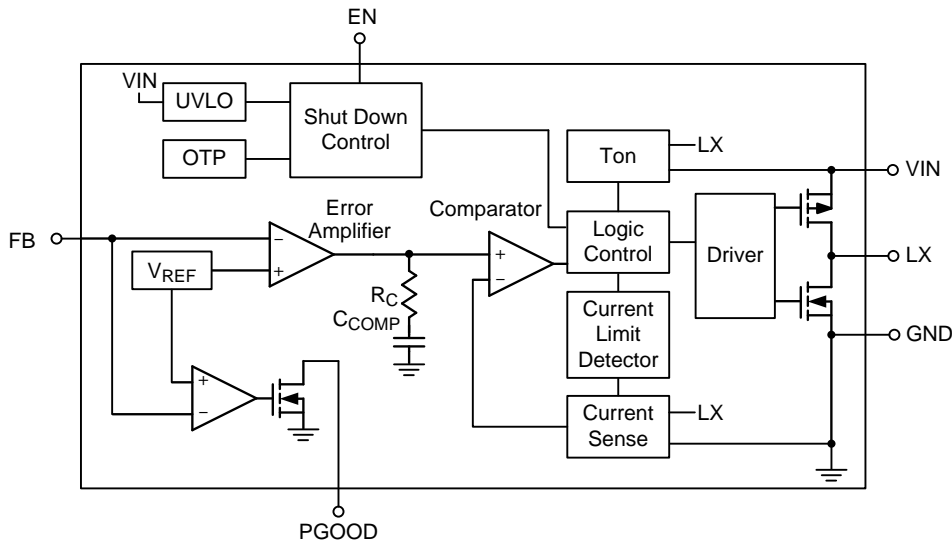 EN
VIN
UVLO
Shut Down
Control
OTP
Ton
LX
VIN
Error
Amplifier
Comparator
FB
−
+
+
−
Logic
Control
Driver
LX
VREF
RC
CCOMP
Current
Limit
Detector
GND
+
−
Current
Sense
LX
PGOOD